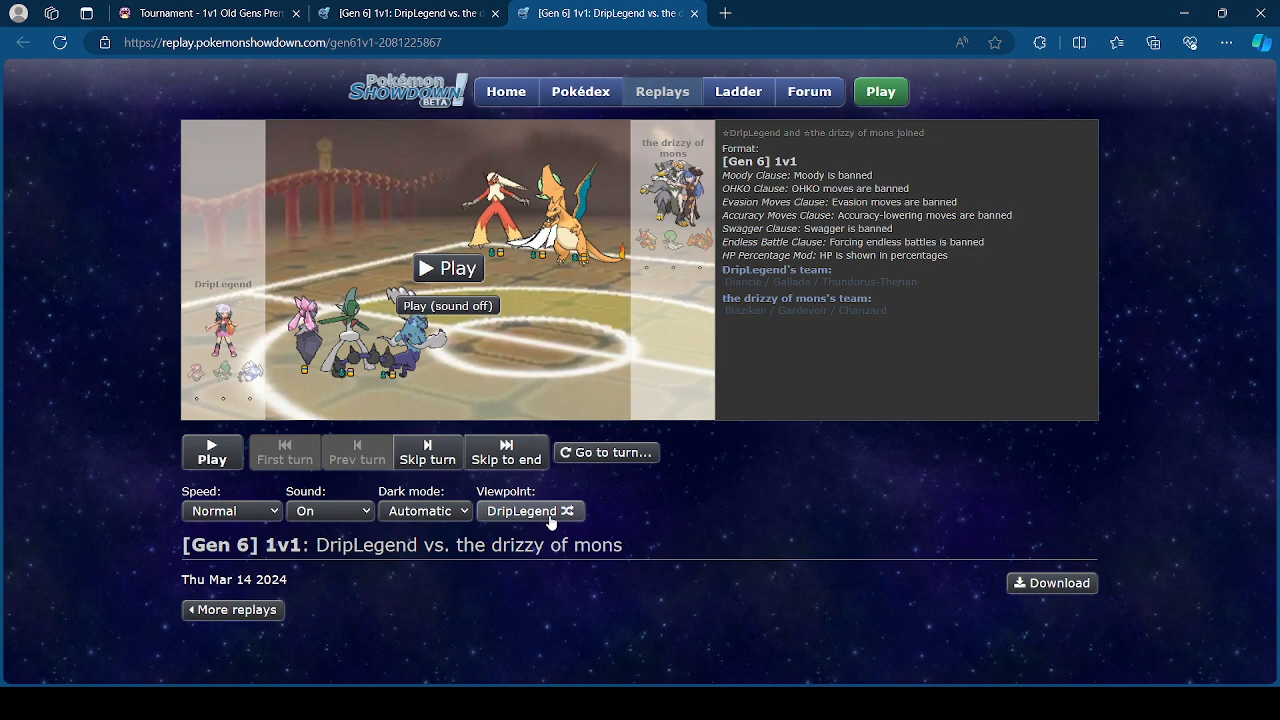 Tournament - 1v1 Old Gens Prem
[Gen 6] 1v1: DripLegend vs. the d
[Gen 6] 1v1: DripLegend vs. the d
https://replay.pokemonshowdown.com/gen61v1-2081225867
Pokémon SHOWDOWN! BETA
Home
Pokédex
Replays
Ladder
Forum
Play
the drizzy of
mons
DripLegend
Play
Play (sound off)
☆DripLegend and ☆the drizzy of mons joined
Format:
[Gen 6] 1v1
Moody Clause: Moody is banned
OHKO Clause: OHKO moves are banned
Evasion Moves Clause: Evasion moves are banned
Accuracy Moves Clause: Accuracy-lowering moves are banned
Swagger Clause: Swagger is banned
Endless Battle Clause: Forcing endless battles is banned
HP Percentage Mod: HP is shown in percentages
DripLegend's team:
Diancie / Gallade / Thundurus-Therian
the drizzy of mons's team:
Blaziken / Gardevoir / Charizard
Play
First turn
Prev turn
Skip turn
Skip to end
Go to turn...
Speed:
Sound:
Dark mode:
Viewpoint:
Normal
On
Automatic
DripLegend
[Gen 6] 1v1: DripLegend vs. the drizzy of mons
Thu Mar 14 2024
Download
More replays